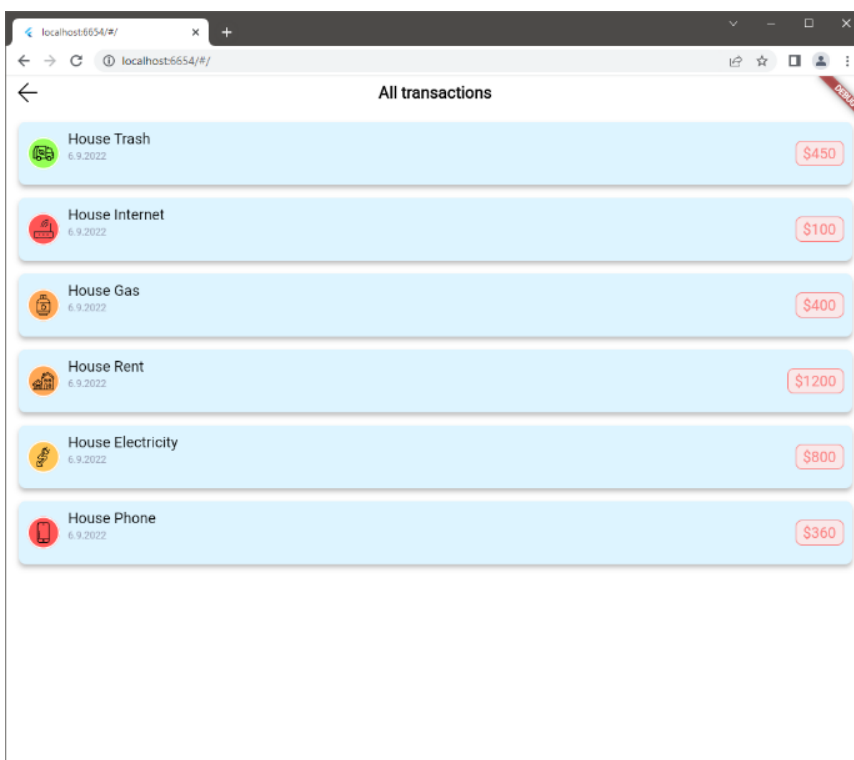 localhost:6654/#/
localhost:6654/#/
All transactions
DEBUG
House Trash
6.9.2022
$450
House Internet
6.9.2022
$100
House Gas
6.9.2022
$400
House Rent
6.9.2022
$1200
House Electricity
6.9.2022
$800
House Phone
6.9.2022
$360